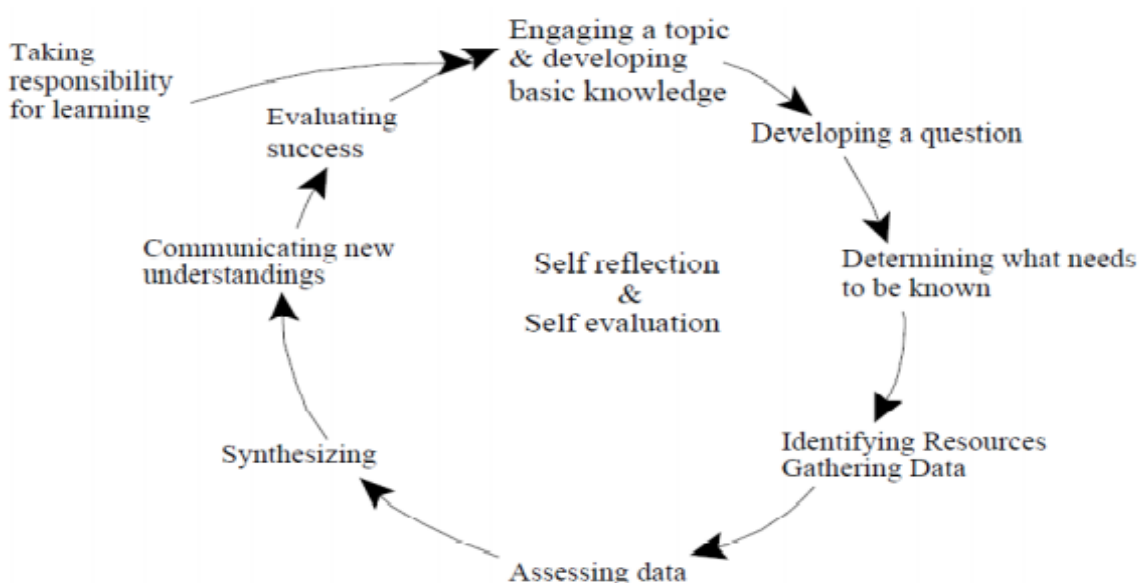 Taking
responsibility
for learning
Engaging a topic
& developing
basic knowledge
Developing a question
Determining what needs
to be known
Identifying Resources
Gathering Data
Assessing data
Synthesizing
Communicating new
understandings
Evaluating
success
Self reflection
&
Self evaluation